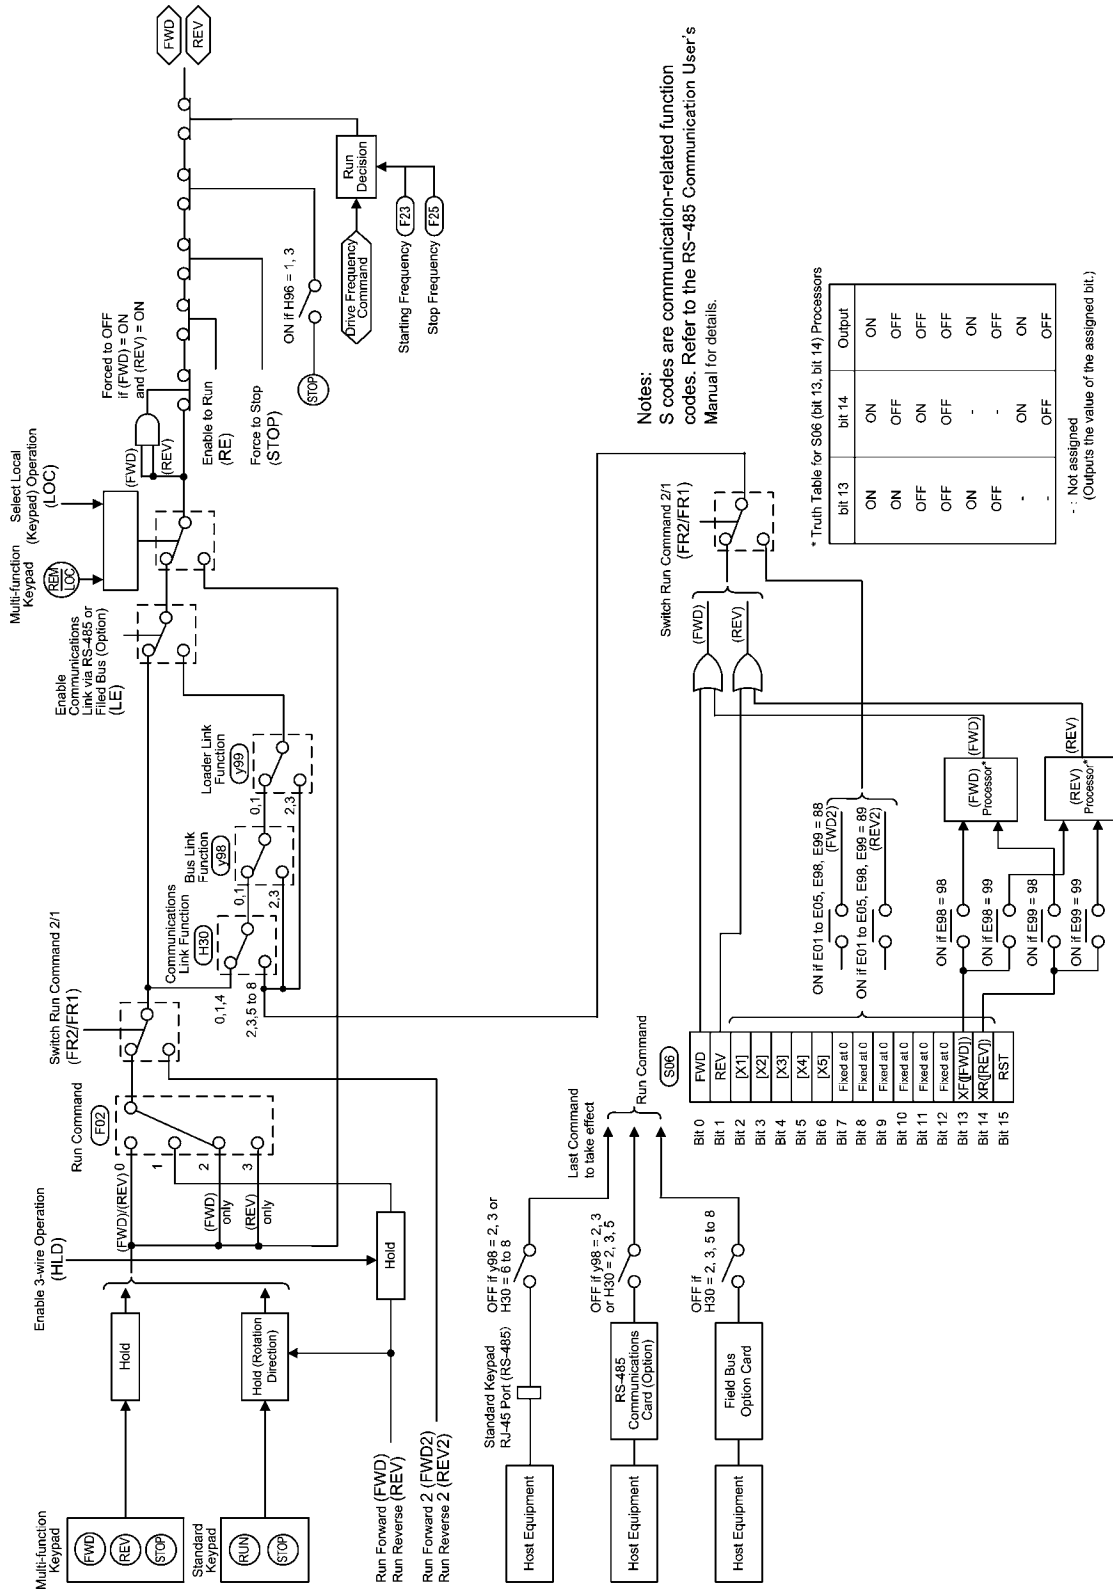 Multi-function
Keypad
FWD
REV
STOP
Standard
Keypad
RUN
STOP
Hold
Hold (Rotation
Direction)
Enable 3-wire Operation
(HLD)
Hold
Run Forward (FWD)
Run Reverse (REV)
Run Forward 2 (FWD2)
Run Reverse 2 (REV2)
Run Command
F02
0
1
2
3
(FWD)/(REV)
(FWD)
only
(REV)
only
Switch Run Command 2/1
(FR2/FR1)
Communications
Link Function
H30
0,1,4
2,3,5 to 8
Bus Link
Function
y98
0,1
2,3
Loader Link
Function
y99
0,1
2,3
Enable
Communications
Link via RS-485 or
Filed Bus (Option)
(LE)
Multi-function
Keypad
REM
LOC
Select Local
(Keypad) Operation
(LOC)
(FWD)
(REV)
Forced to OFF
if (FWD) = ON
and (REV) = ON
Enable to Run
(RE)
Force to Stop
(STOP)
STOP
ON if H96 = 1, 3
Drive Frequency
Command
Run
Decision
Starting Frequency
F23
Stop Frequency
F25
FWD
REV
Host Equipment
Standard Keypad
RJ-45 Port (RS-485)
OFF if y98 = 2, 3 or
H30 = 6 to 8
Host Equipment
RS-485
Communications
Card (Option)
OFF if y98 = 2, 3
or H30 = 2, 3, 5
Host Equipment
Field Bus
Option Card
OFF if
H30 = 2, 3, 5 to 8
Last Command
to take effect
Run Command
S06
Bit 0 FWD
Bit 1 REV
Bit 2 [X1]
Bit 3 [X2]
Bit 4 [X3]
Bit 5 [X4]
Bit 6 [X5]
Bit 7 Fixed at 0
Bit 8 Fixed at 0
Bit 9 Fixed at 0
Bit 10 Fixed at 0
Bit 11 Fixed at 0
Bit 12 Fixed at 0
Bit 13 XF([FWD])
Bit 14 XR([REV])
Bit 15 RST
ON if E01 to E05, E98, E99 = 88
(FWD2)
ON if E01 to E05, E98, E99 = 89
(REV2)
ON if E98 = 98
ON if E98 = 99
ON if E99 = 98
ON if E99 = 99
(FWD)
Processor*
(FWD)
(REV)
Processor*
(REV)
(FWD)
(REV)
Switch Run Command 2/1
(FR2/FR1)
Notes:
S codes are communication-related function
codes. Refer to the RS-485 Communication User's
Manual for details.
* Truth Table for S06 (bit 13, bit 14) Processors
bit 13 bit 14 Output
ON ON ON
ON OFF OFF
OFF ON OFF
OFF OFF OFF
ON - ON
OFF - OFF
- ON ON
- OFF OFF
- : Not assigned
(Outputs the value of the assigned bit.)